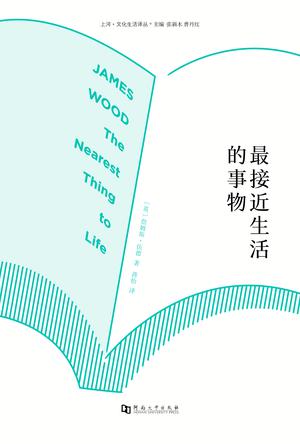 上河·文化生活译丛 * 主编 张颖木 曹丹红
JAMES
WOOD
The
Nearest
Thing
to
Life
最接近生活
的事物
［英］詹姆斯·伍德 著 蒋怡 译
河南大学出版社
HENAN UNIVERSITY PRESS